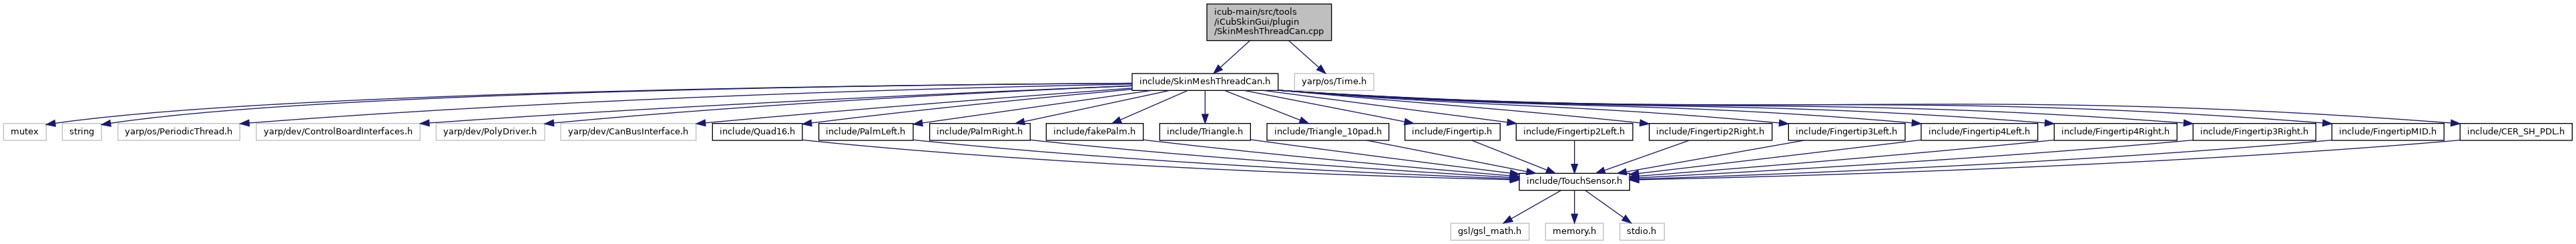 icub-main/src/tools
/iCubSkinGui/plugin
/SkinMeshThreadCan.cpp
include/SkinMeshThreadCan.h
yarp/os/Time.h
mutex
string
yarp/os/PeriodicThread.h
yarp/dev/ControlBoardInterfaces.h
yarp/dev/PolyDriver.h
yarp/dev/CanBusInterface.h
include/Quad16.h
include/PalmLeft.h
include/PalmRight.h
include/fakePalm.h
include/Triangle.h
include/Triangle_10pad.h
include/Fingertip.h
include/Fingertip2Left.h
include/Fingertip2Right.h
include/Fingertip3Left.h
include/Fingertip4Left.h
include/Fingertip4Right.h
include/Fingertip3Right.h
include/FingertipMID.h
include/CER_SH_PDL.h
include/TouchSensor.h
gsl/gsl_math.h
memory.h
stdio.h